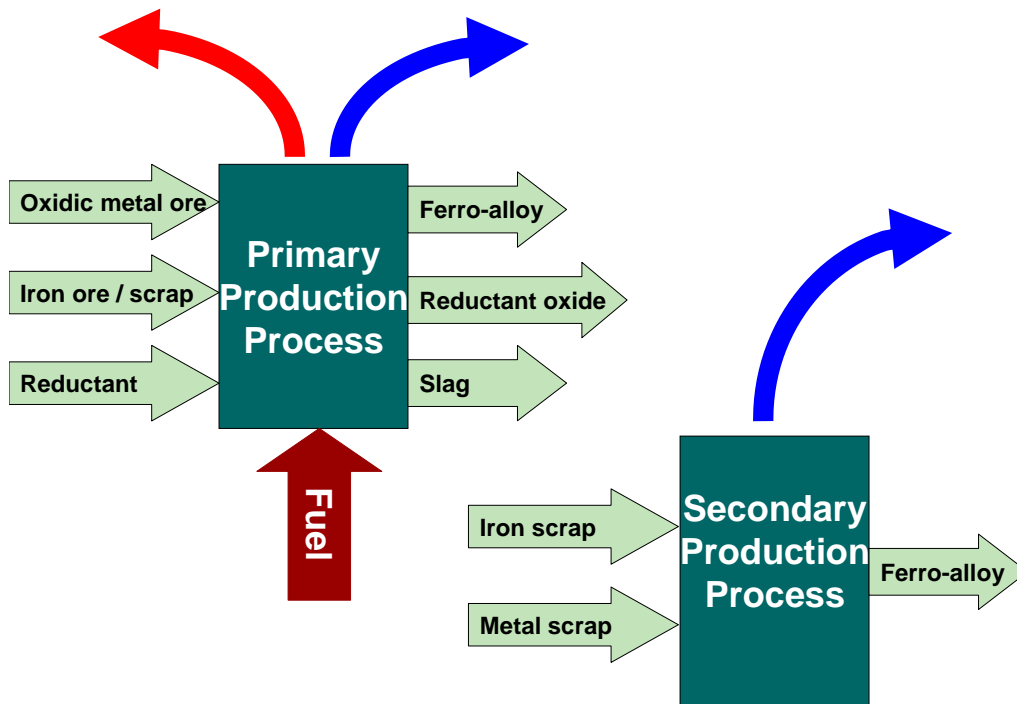 Oxidic metal ore
Iron ore / scrap
Reductant
Primary
Production
Process
Ferro-alloy
Reductant oxide
Slag
Fuel
Iron scrap
Metal scrap
Secondary
Production
Process
Ferro-alloy